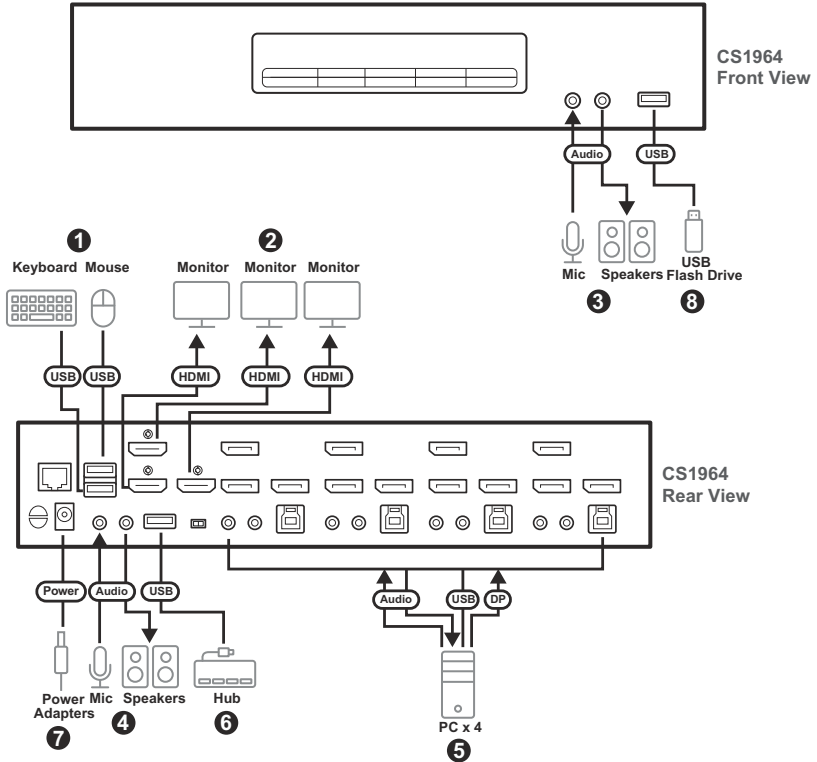 CS1964
Front View
Audio
USB
Mic
Speakers
USB
Flash Drive
3
8
1
2
Keyboard Mouse
Monitor Monitor Monitor
USB USB
HDMI HDMI HDMI
CS1964
Rear View
Power Audio USB
Audio USB DP
Power
Adapters
Mic Speakers
Hub
7
4
6
PC x 4
5